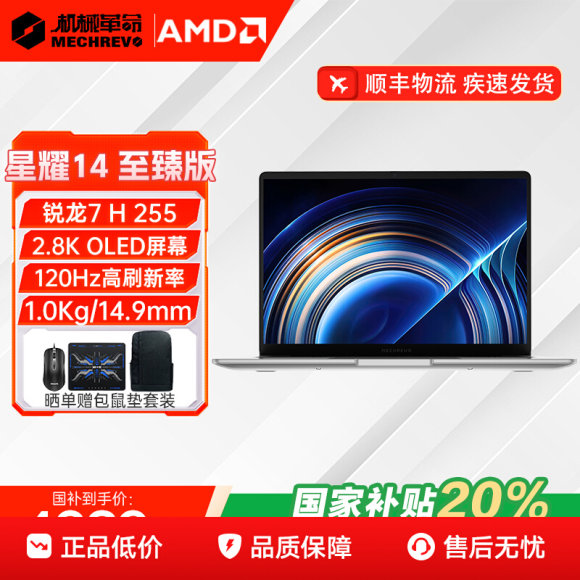 机械革命
MECHREVO
AMD
顺丰物流 疾速发货
星耀14 至臻版
锐龙7 H 255
2.8K OLED屏幕
120Hz高刷新率
1.0Kg/14.9mm
晒单赠包鼠垫套装
MECHREVO
国补到手价:
国家补贴20%
正品低价
品质保障
售后无忧